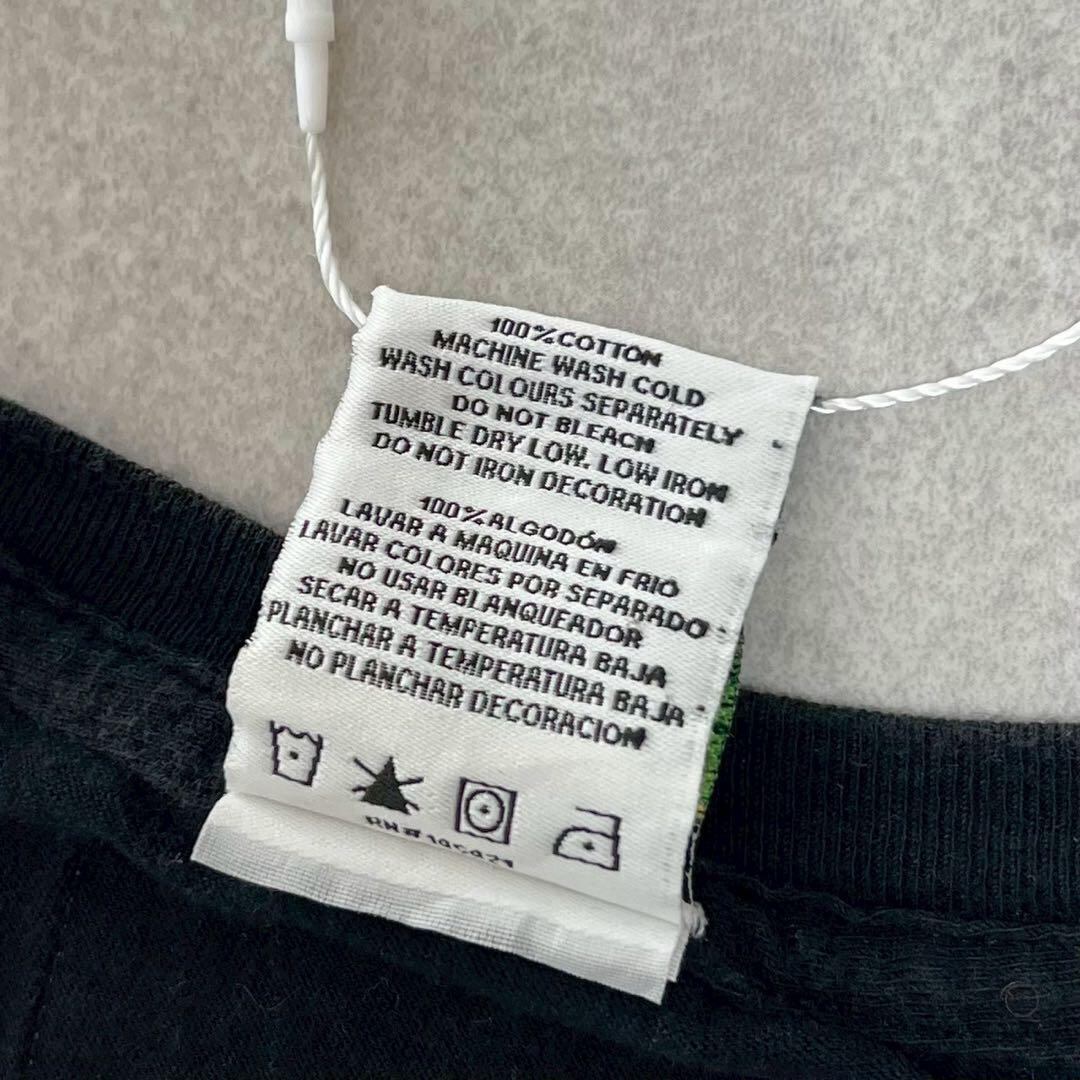 100% COTTON
MACHINE WASH COLD
WASH COLOURS SEPARATELY
DO NOT BLEACH
TUMBLE DRY LOW. LOW IRON
DO NOT IRON DECORATION
100% ALGODÓN
LAVAR A MAQUINA EN FRIO
LAVAR COLORES POR SEPARADO
NO USAR BLANQUEADOR
SECAR A TEMPERATURA BAJA
PLANCHAR A TEMPERATURA BAJA
NO PLANCHAR DECORACION